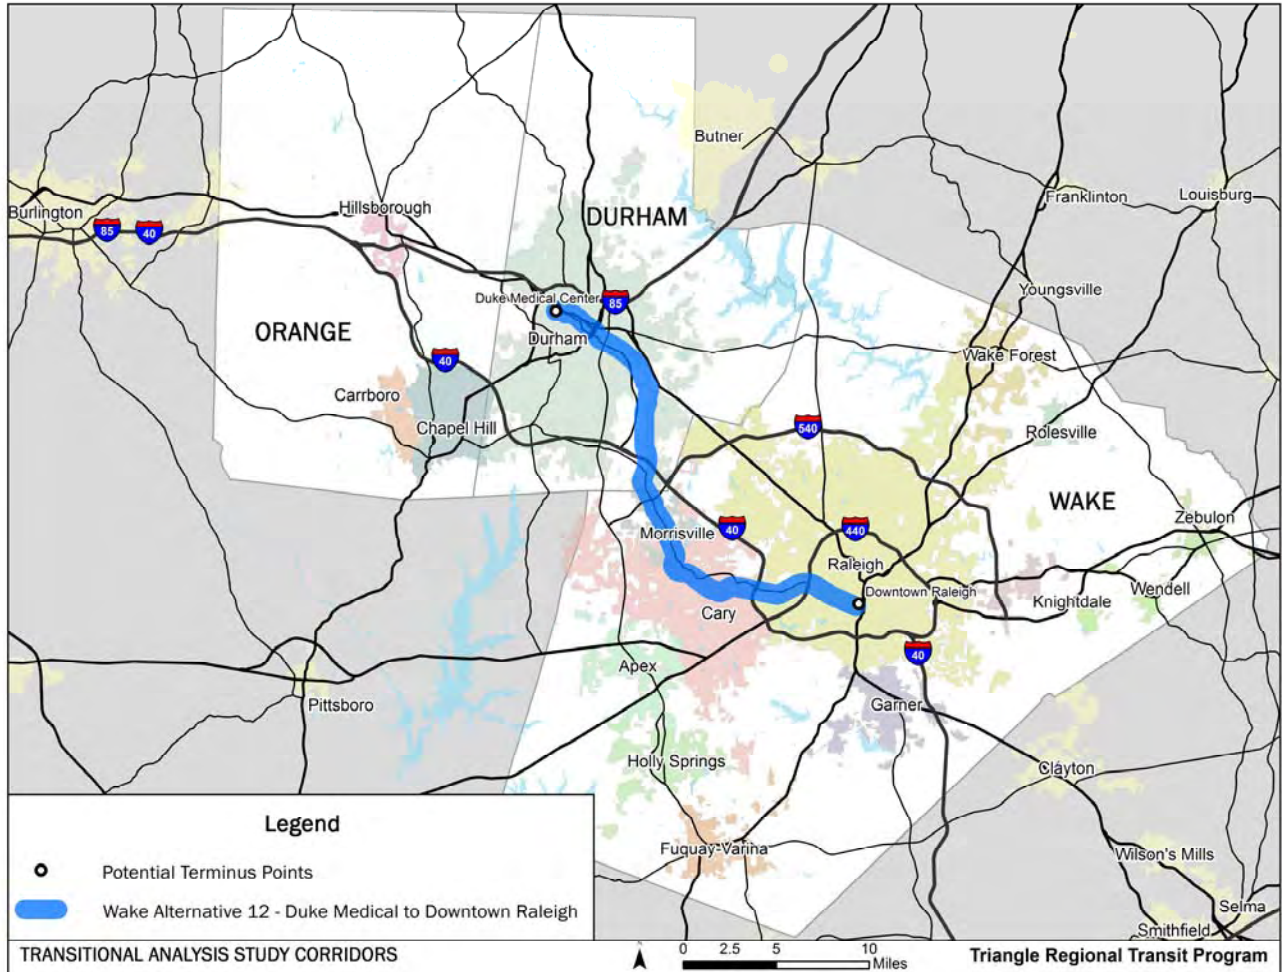 Butner
Burlington
85
40
Hillsborough
DURHAM
Franklinton
Louisburg
Duke Medical Center
85
Youngsville
ORANGE
Durham
40
Wake Forest
Carrboro
Chapel Hill
540
Rolesville
WAKE
Morrisville
40
440
Zebulon
Raleigh
Downtown Raleigh
Cary
Knightdale
Wendell
Apex
40
Pittsboro
Garner
Holly Springs
Clayton
Fuquay-Varina
Wilson's Mills
Selma
Smithfield
Legend
Potential Terminus Points
Wake Alternative 12 - Duke Medical to Downtown Raleigh
TRANSITIONAL ANALYSIS STUDY CORRIDORS
N
0 2.5 5 10
Miles
Triangle Regional Transit Program